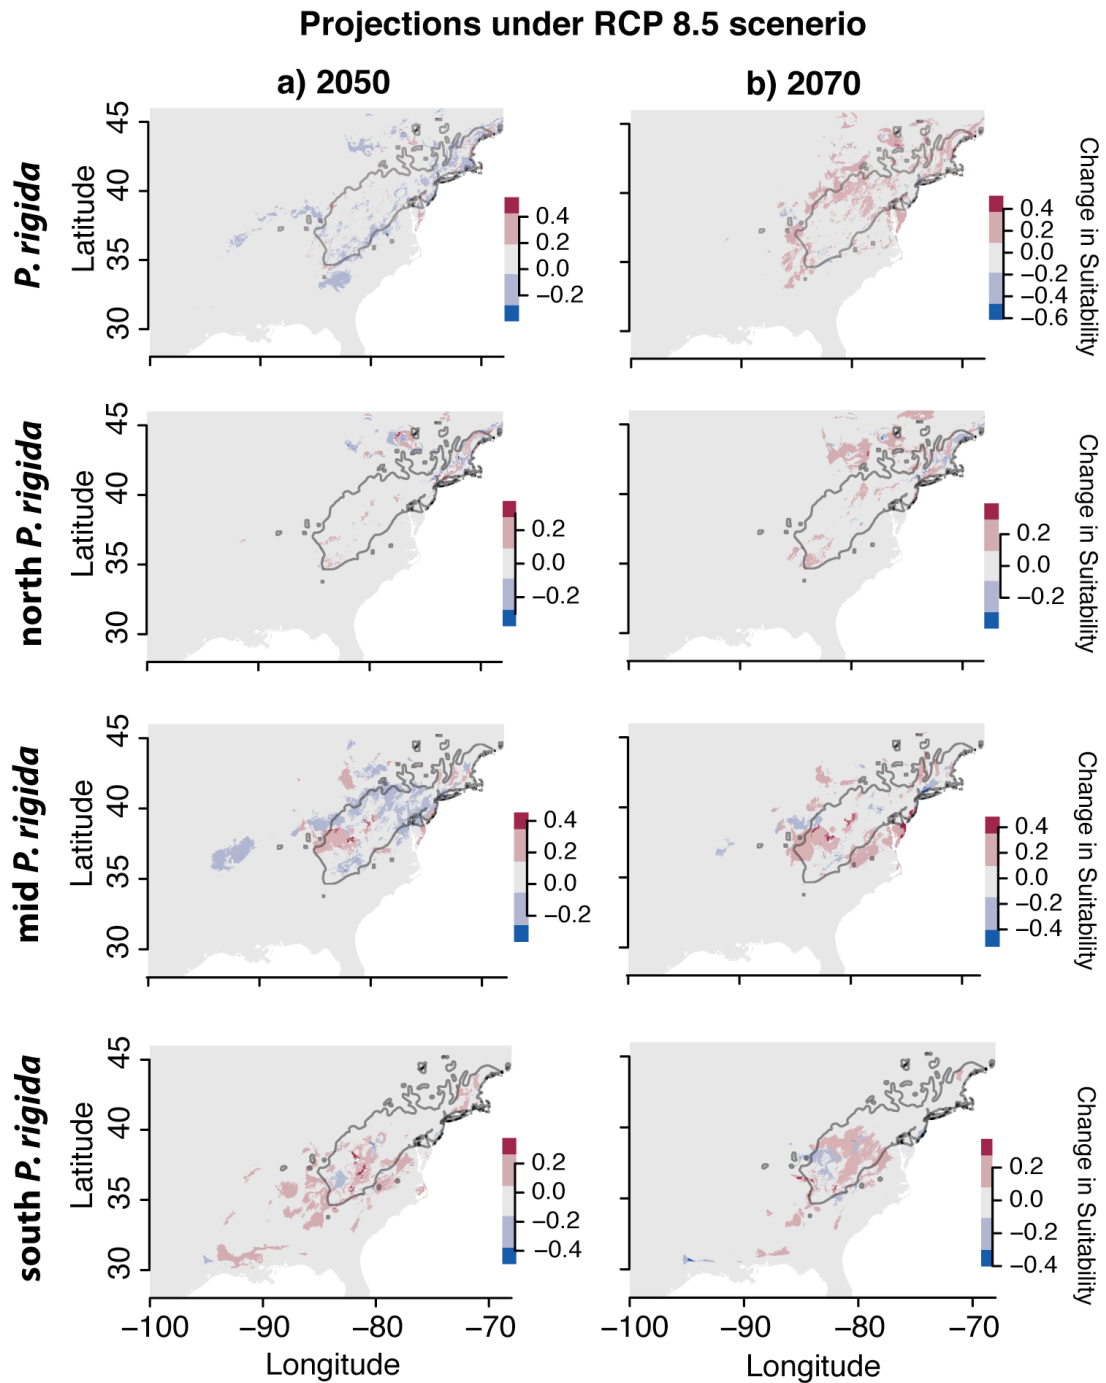 Projections under RCP 8.5 scenerio
a) 2050
b) 2070
P. rigida
Latitude
45
40
35
30
0.4
0.2
0.0
−0.2
0.4
0.2
0.0
−0.2
−0.4
−0.6
Change in Suitability
north P. rigida
Latitude
45
40
35
30
0.2
0.0
−0.2
0.2
0.0
−0.2
Change in Suitability
mid P. rigida
Latitude
45
40
35
30
0.4
0.2
0.0
−0.2
0.4
0.2
0.0
−0.2
−0.4
Change in Suitability
south P. rigida
Latitude
45
40
35
30
0.2
0.0
−0.2
−0.4
0.2
0.0
−0.2
−0.4
Change in Suitability
−100 −90 −80 −70
−100 −90 −80 −70
Longitude
Longitude